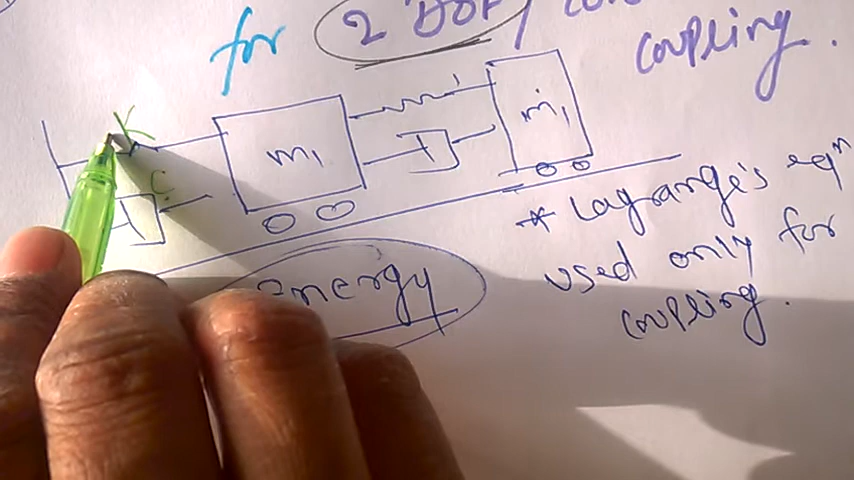 for 2 DOF /
coupling.
K
m1 m1
C
* Lagrange's eqn
used only for
coupling.
Energy